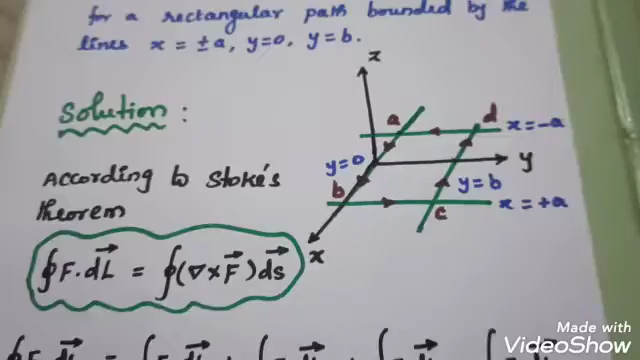 for a rectangular path bounded by the
lines x = ±a, y=0, y=b.
Solution :
According to Stoke's
theorem
∮F.dL⃗ = ∮(∇×F⃗)ds⃗
z
a
d
x=-a
y=0
y
b
y=b
c
x=+a
x
Made with
VideoShow